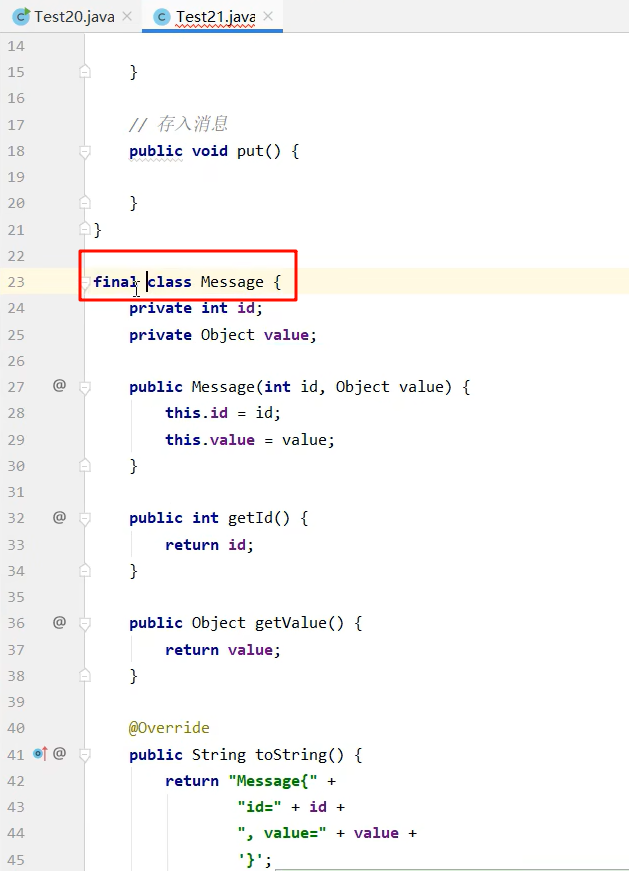 Test20.java
Test21.java
14
15 }
16
17 // 存入消息
18 public void put() {
19
20 }
21 }
22
23 final class Message {
24 private int id;
25 private Object value;
26
27 @ public Message(int id, Object value) {
28 this.id = id;
29 this.value = value;
30 }
31
32 @ public int getId() {
33 return id;
34 }
35
36 @ public Object getValue() {
37 return value;
38 }
39
40 @Override
41 @ public String toString() {
42 return "Message{" +
43 "id=" + id +
44 ", value=" + value +
45 '}';